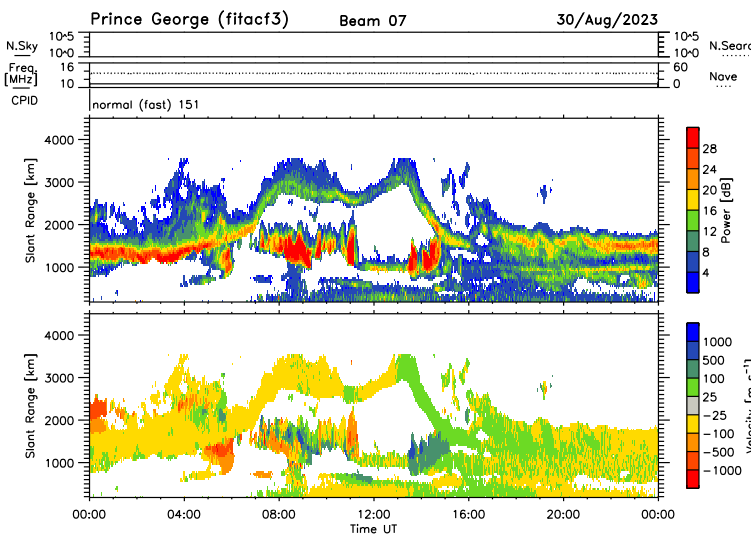 Prince George (fitacf3) Beam 07 30/Aug/2023
N.Sky 10^5 10^0 10^5 10^0 N.Sear
Freq [MHz] 16 10 60 0 Nave
CPID normal (fast) 151
Slant Range [km] 4000 3000 2000 1000
28 24 20 16 12 8 4 Power [dB]
Slant Range [km] 4000 3000 2000 1000
1000 500 100 25 −25 −100 −500 −1000 Velocity [m s⁻¹]
00:00 04:00 08:00 12:00 16:00 20:00 00:00
Time UT